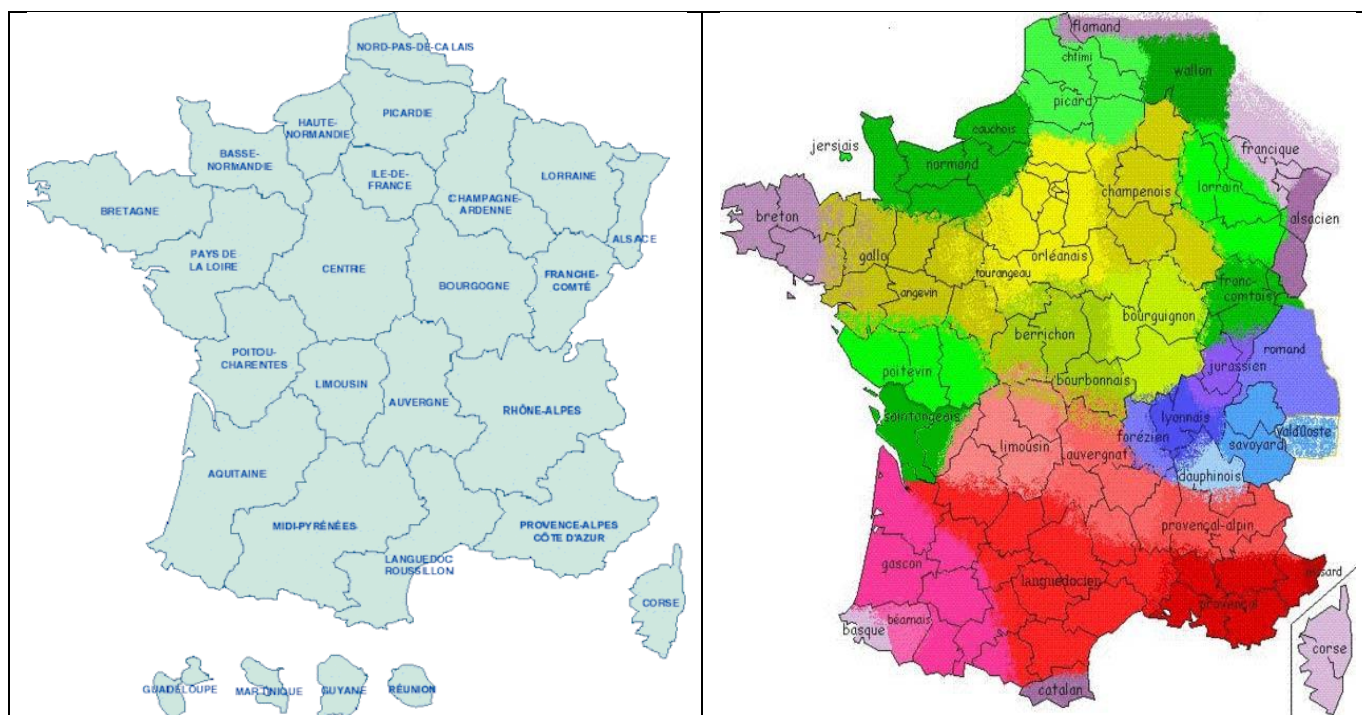 NORD-PAS-DE-CALAIS
PICARDIE
HAUTE-
NORMANDIE
BASSE-
NORMANDIE
ILE-DE-
FRANCE
LORRAINE
CHAMPAGNE-
ARDENNE
BRETAGNE
ALSACE
PAYS DE
LA LOIRE
CENTRE
FRANCHE-
COMTÉ
BOURGOGNE
POITOU-
CHARENTES
LIMOUSIN
AUVERGNE
RHÔNE-ALPES
AQUITAINE
MIDI-PYRÉNÉES
PROVENCE-ALPES
CÔTE D'AZUR
LANGUEDOC
ROUSSILLON
CORSE
GUADELOUPE
MARTINIQUE
GUYANE
RÉUNION
flamand
chtimi
wallon
picard
cauchois
jersiais
normand
francique
lorrain
champenois
alsacien
breton
gallo
orléanais
tourangeau
angevin
franc-
comtois
bourguignon
berrichon
romand
jurassien
poitevin
bourbonnais
saintongeais
lyonnais
valdôoste
limousin
forézien
savoyard
auvergnat
dauphinois
provençal-alpin
gascon
languedocien
provençal
basque
béarnais
corse
catalan